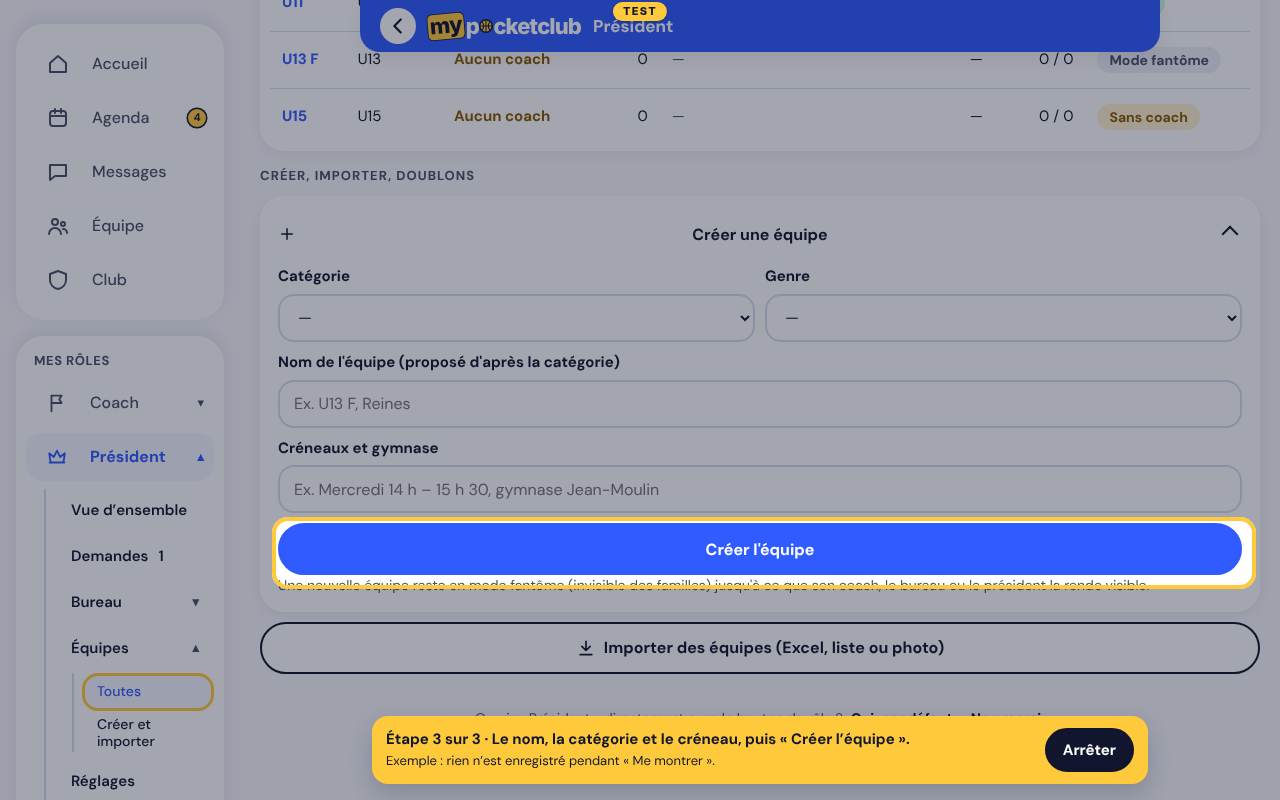 TEST
mypocketclub Président
Accueil
Agenda 4
Messages
Équipe
Club
MES RÔLES
Coach
Président
Vue d’ensemble
Demandes 1
Bureau
Équipes
Toutes
Créer et
importer
Réglages
U11
U13 F U13 Aucun coach 0 — — 0 / 0 Mode fantôme
U15 U15 Aucun coach 0 — — 0 / 0 Sans coach
CRÉER, IMPORTER, DOUBLONS
+ Créer une équipe
Catégorie Genre
— —
Nom de l'équipe (proposé d'après la catégorie)
Ex. U13 F, Reines
Créneaux et gymnase
Ex. Mercredi 14 h – 15 h 30, gymnase Jean-Moulin
Créer l'équipe
Une nouvelle équipe reste en mode fantôme (invisible des familles) jusqu'à ce que son coach, le bureau ou le président la rende visible.
Importer des équipes (Excel, liste ou photo)
Étape 3 sur 3 · Le nom, la catégorie et le créneau, puis « Créer l’équipe ».
Exemple : rien n’est enregistré pendant « Me montrer ».
Arrêter